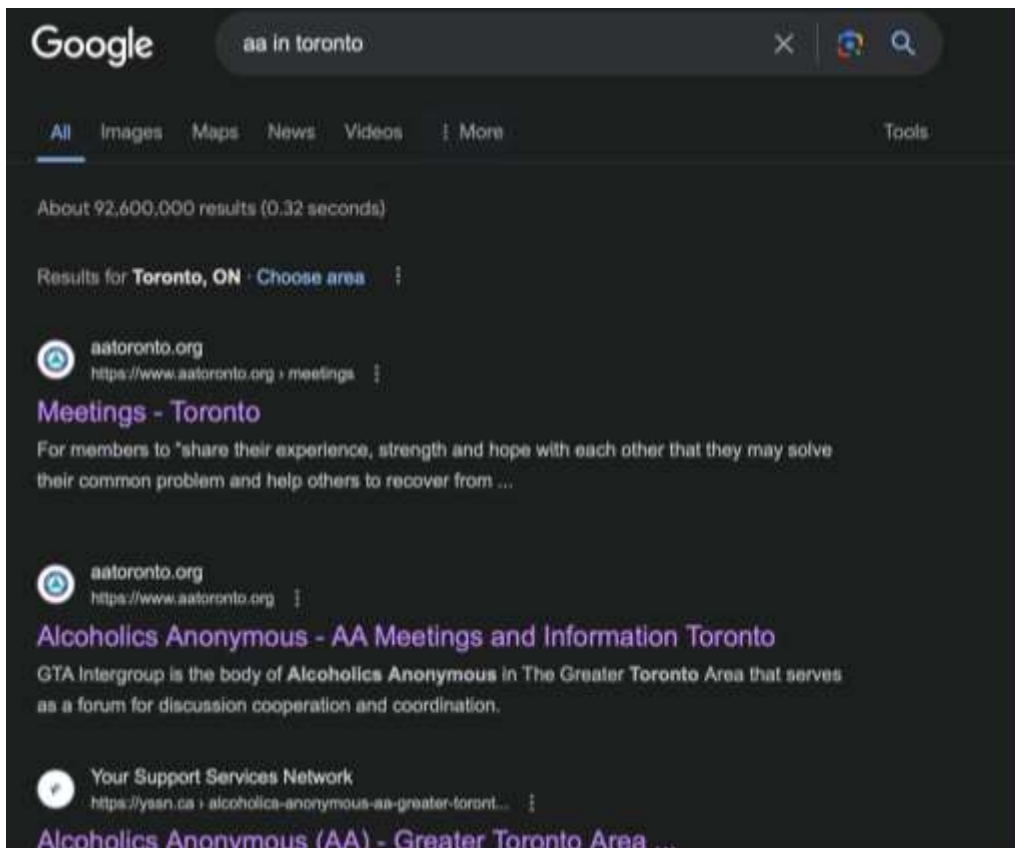 Google
aa in toronto
All Images Maps News Videos More Tools
About 92,600,000 results (0.32 seconds)
Results for Toronto, ON · Choose area
aatoronto.org
https://www.aatoronto.org › meetings
Meetings - Toronto
For members to "share their experience, strength and hope with each other that they may solve
their common problem and help others to recover from ...
aatoronto.org
https://www.aatoronto.org
Alcoholics Anonymous - AA Meetings and Information Toronto
GTA Intergroup is the body of Alcoholics Anonymous in The Greater Toronto Area that serves
as a forum for discussion cooperation and coordination.
Your Support Services Network
https://yssn.ca › alcoholics-anonymous-aa-greater-toront...
Alcoholics Anonymous (AA) - Greater Toronto Area ...